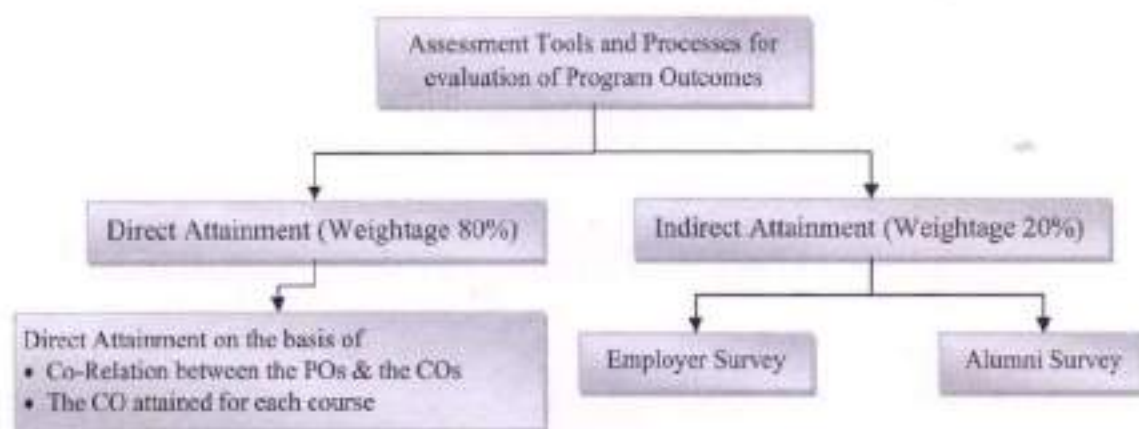 Assessment Tools and Processes for
evaluation of Program Outcomes
Direct Attainment (Weightage 80%)
Indirect Attainment (Weightage 20%)
Direct Attainment on the basis of
• Co-Relation between the POs & the COs
• The CO attained for each course
Employer Survey
Alumni Survey